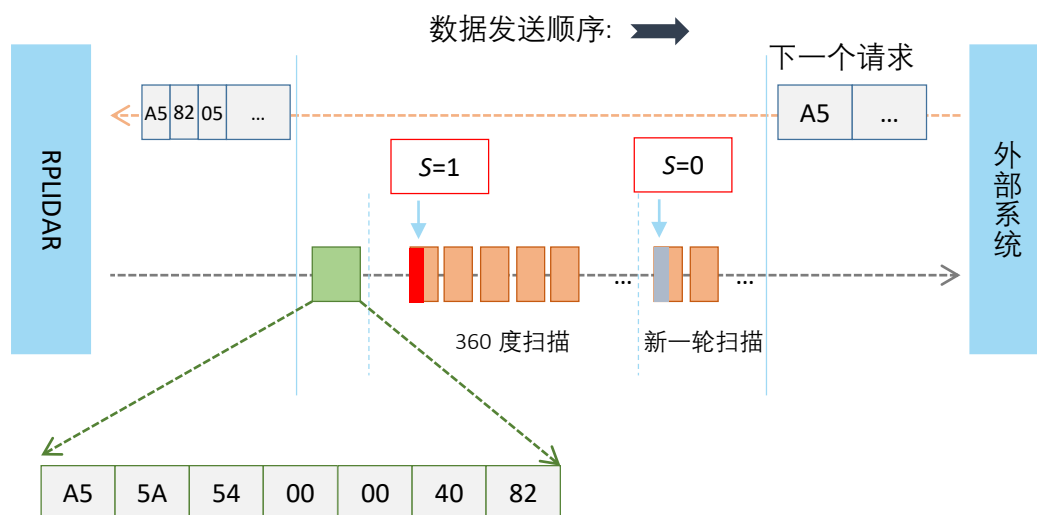 数据发送顺序:
下一个请求
A5 82 05 ...
A5 ...
RPLIDAR
外部系统
S=1
S=0
... ...
360 度扫描
新一轮扫描
A5 5A 54 00 00 40 82